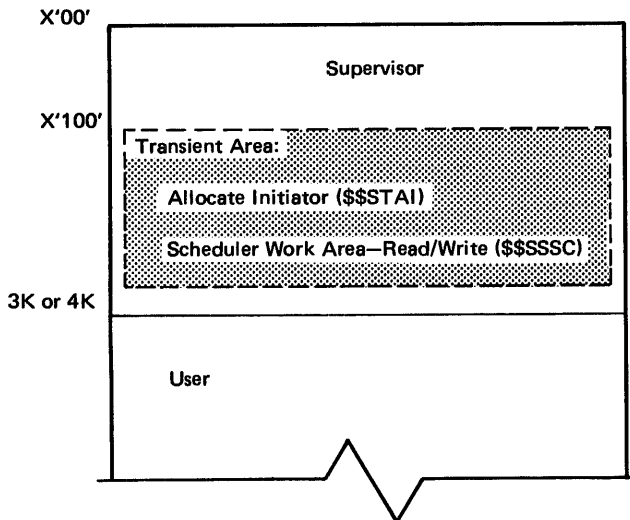 X'00'
Supervisor
X'100'
Transient Area:
Allocate Initiator ($$STAI)
Scheduler Work Area—Read/Write ($$SSSC)
3K or 4K
User